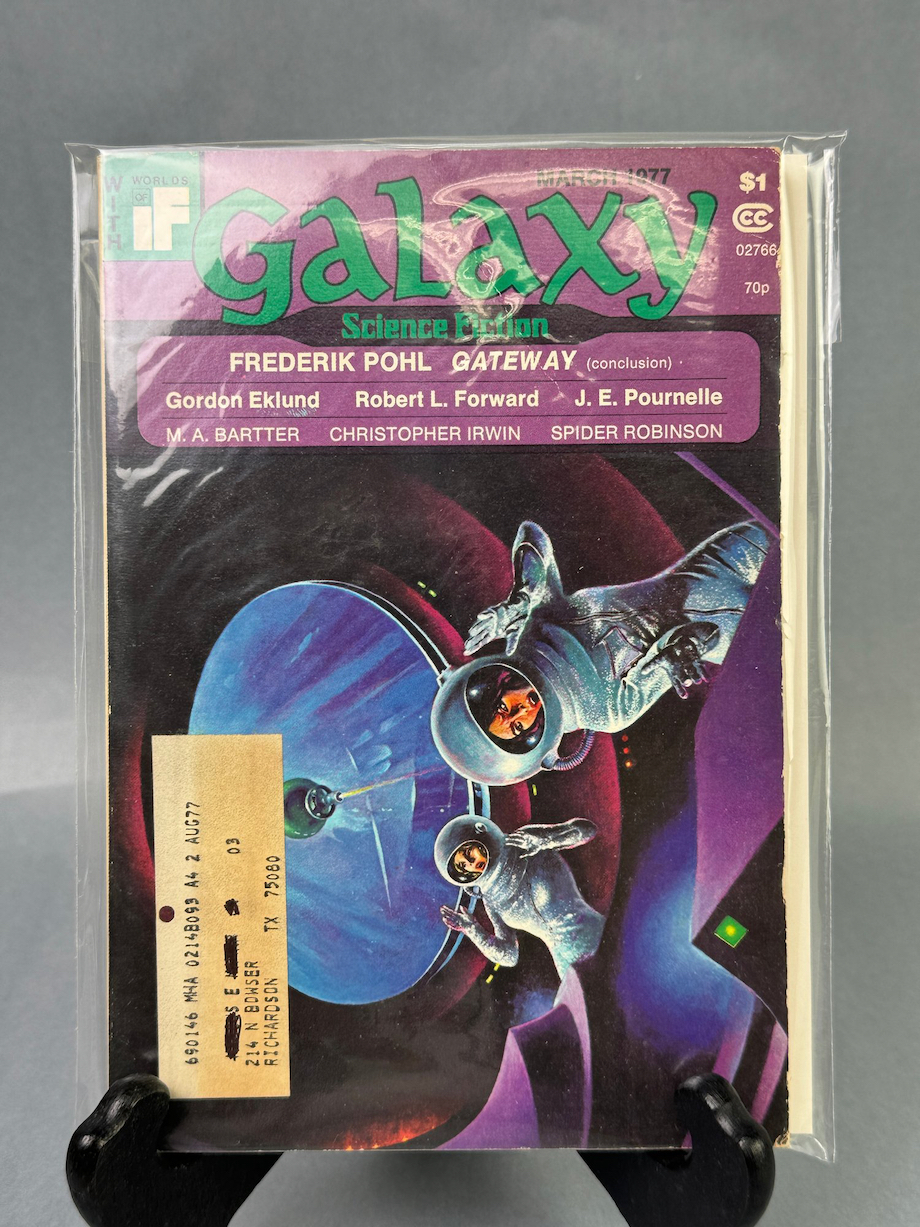 WITH
WORLDS
OF
iF
MARCH 1977
$1
CC
02766
70p
Galaxy
Science Fiction
FREDERIK POHL GATEWAY (conclusion)
Gordon Eklund Robert L. Forward J. E. Pournelle
M. A. BARTTER CHRISTOPHER IRWIN SPIDER ROBINSON
690146 MHA 0214B093 A4 2 AUG77
S E 03
214 N BOWSER
RICHARDSON TX 75080